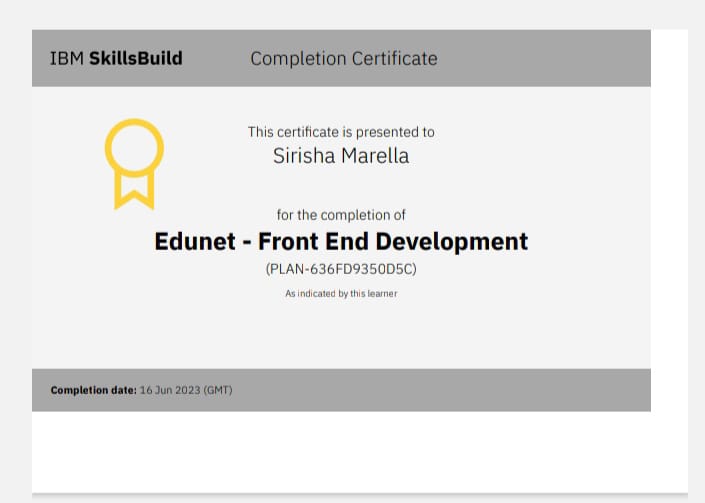 IBM SkillsBuild
Completion Certificate
This certificate is presented to
Sirisha Marella
for the completion of
Edunet - Front End Development
(PLAN-636FD9350D5C)
As indicated by this learner
Completion date: 16 Jun 2023 (GMT)